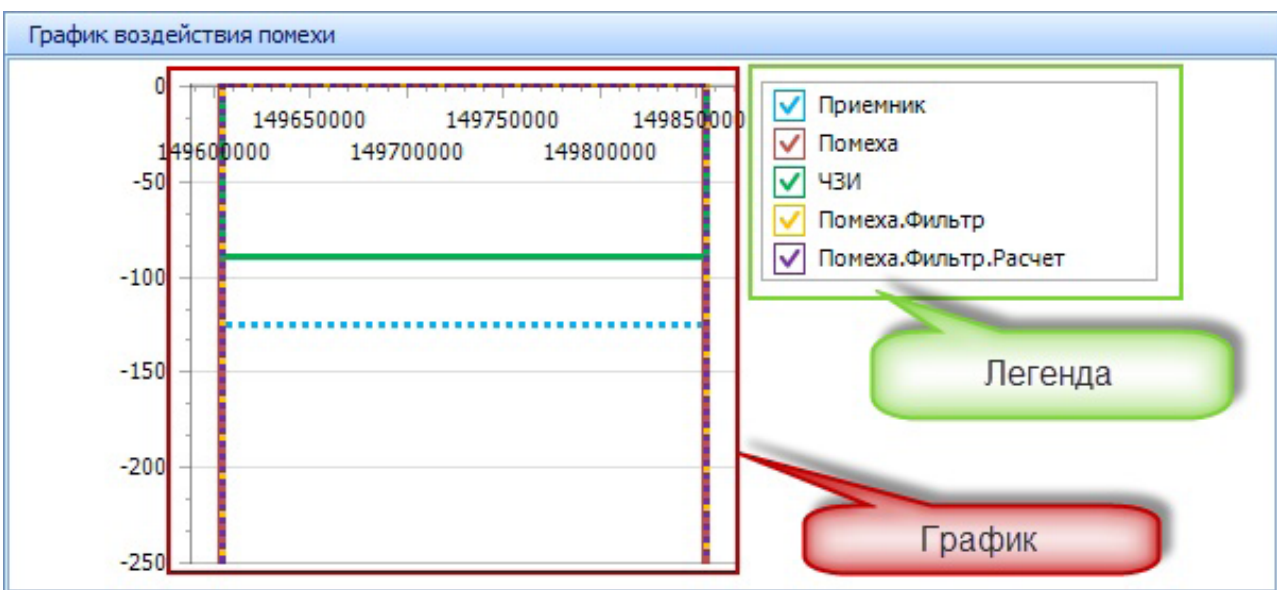 График воздействия помехи
0
149650000 149750000 149850000
149600000 149700000 149800000
-50
-100
-150
-200
-250
Приемник
Помеха
ЧЗИ
Помеха.Фильтр
Помеха.Фильтр.Расчет
Легенда
График